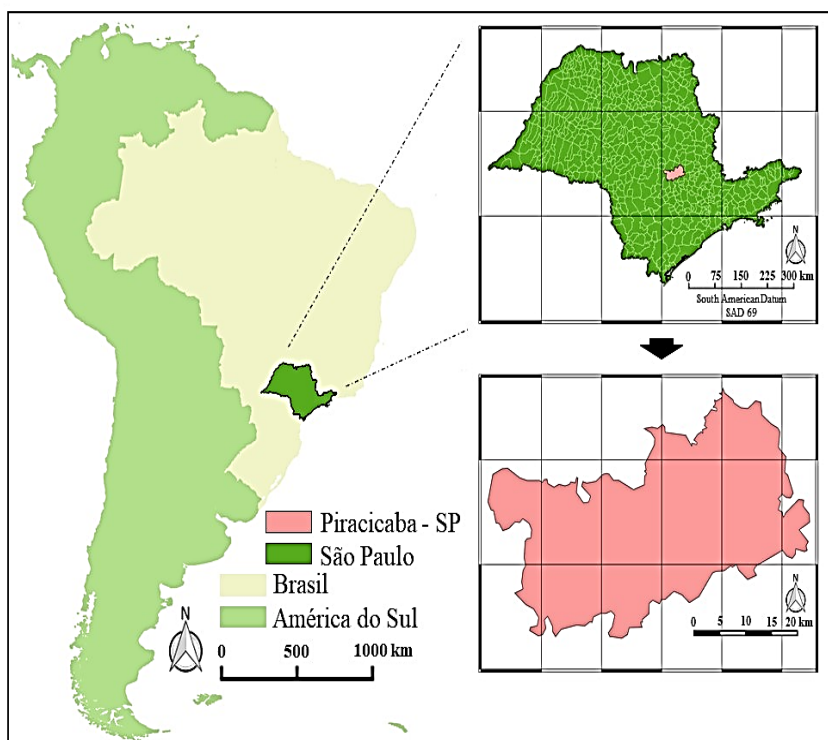 N
0 75 150 225 300 km
South American Datum
SAD 69
Piracicaba - SP
São Paulo
Brasil
América do Sul
N
0 500 1000 km
N
0 5 10 15 20 km